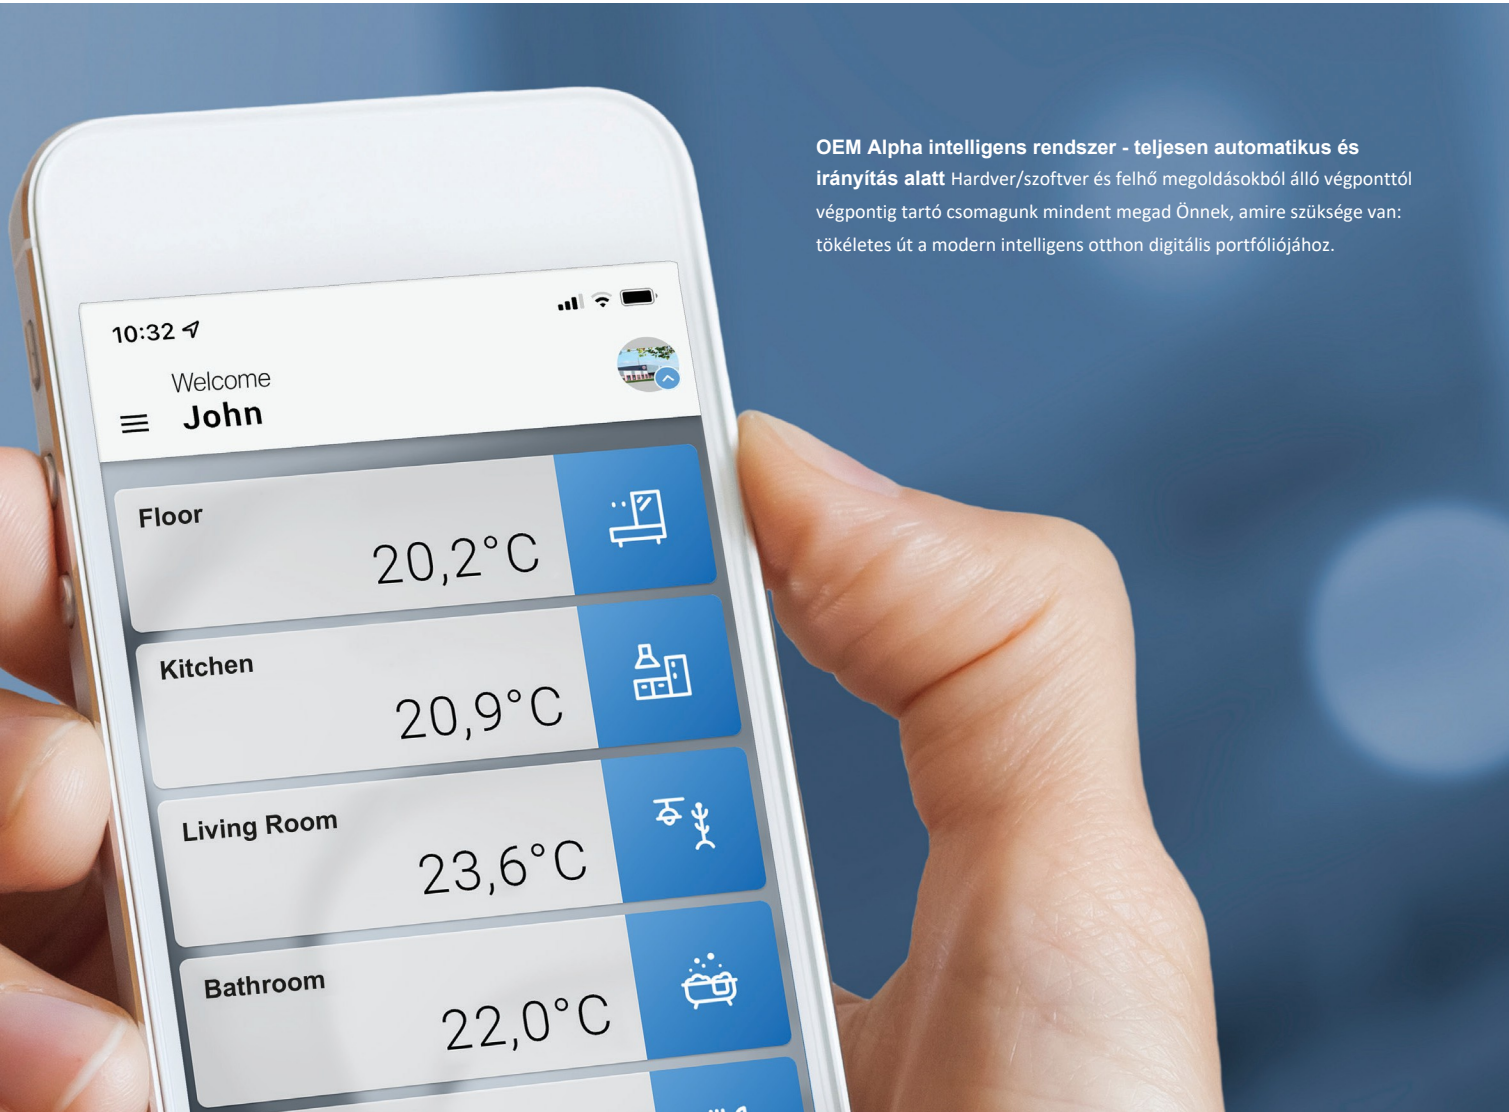 OEM Alpha intelligens rendszer - teljesen automatikus és
irányítás alatt Hardver/szoftver és felhő megoldásokból álló végponttól
végpontig tartó csomagunk mindent megad Önnek, amire szüksége van:
tökéletes út a modern intelligens otthon digitális portfóliójához.
10:32
Welcome
John
Floor
20,2°C
Kitchen
20,9°C
Living Room
23,6°C
Bathroom
22,0°C